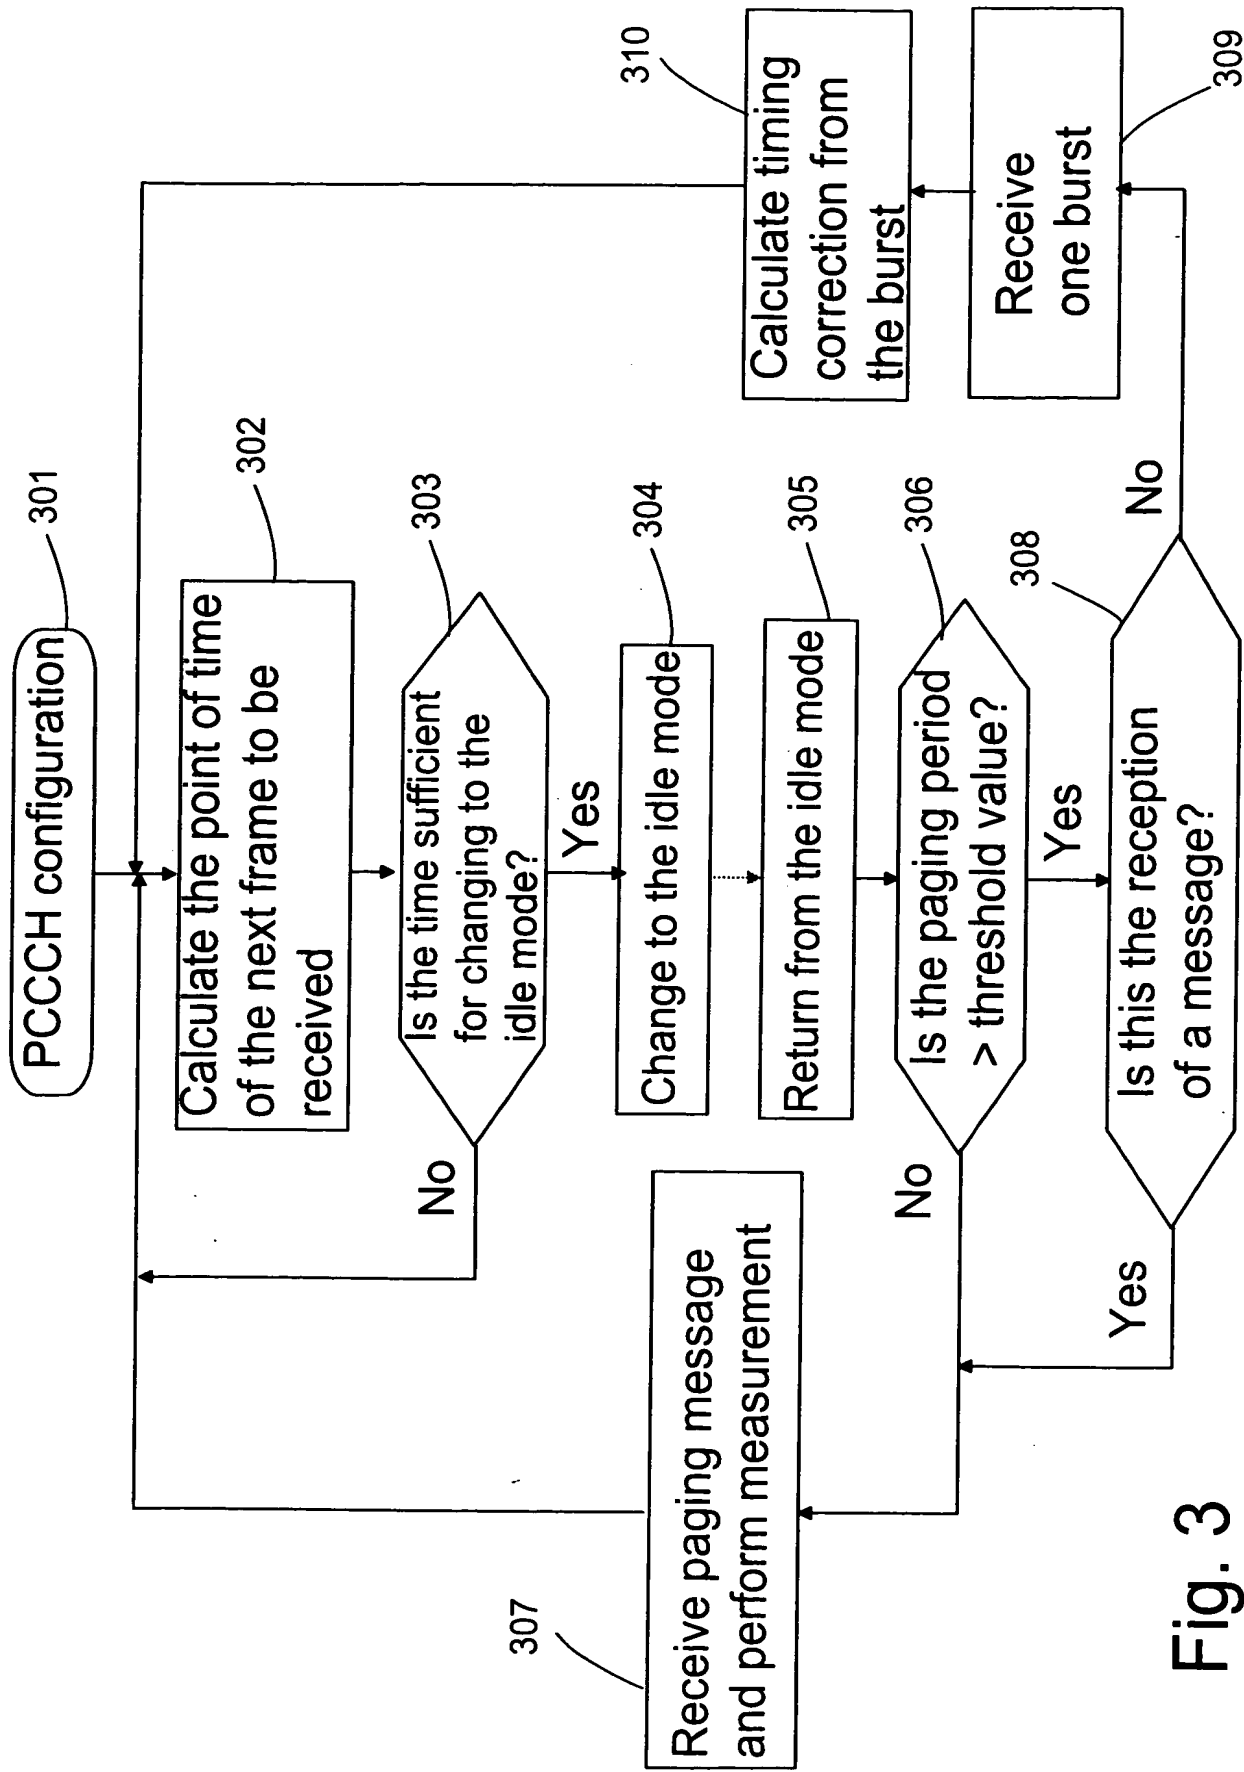 PCCCH configuration
301
Calculate the point of time
of the next frame to be
received
302
Is the time sufficient
for changing to the
idle mode?
303
No
Yes
Change to the idle mode
304
Return from the idle mode
305
Is the paging period
> threshold value?
306
No
Yes
Receive paging message
and perform measurement
307
Is this the reception
of a message?
308
Yes
No
Receive
one burst
309
Calculate timing
correction from
the burst
310
Fig. 3